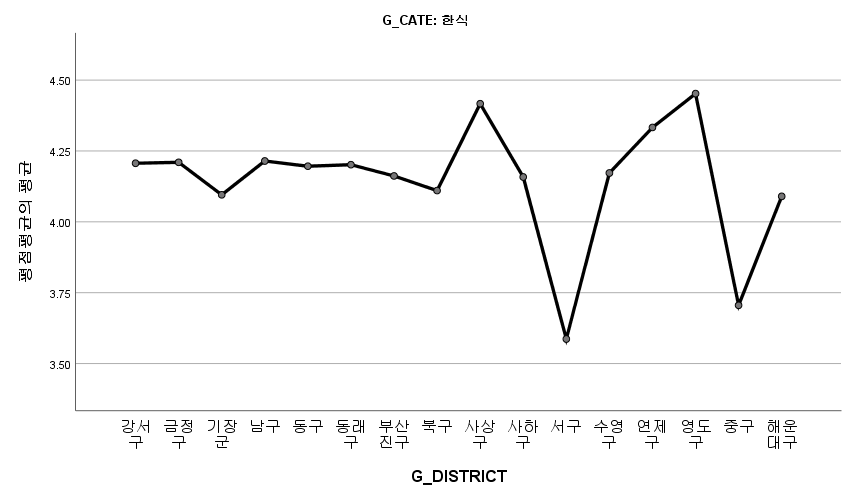 G_CATE: 한식
평점평균의 평균
4.50
4.25
4.00
3.75
3.50
강서구
금정구
기장군
남구
동구
동래구
부산진구
북구
사상구
사하구
서구
수영구
연제구
영도구
중구
해운대구
G_DISTRICT